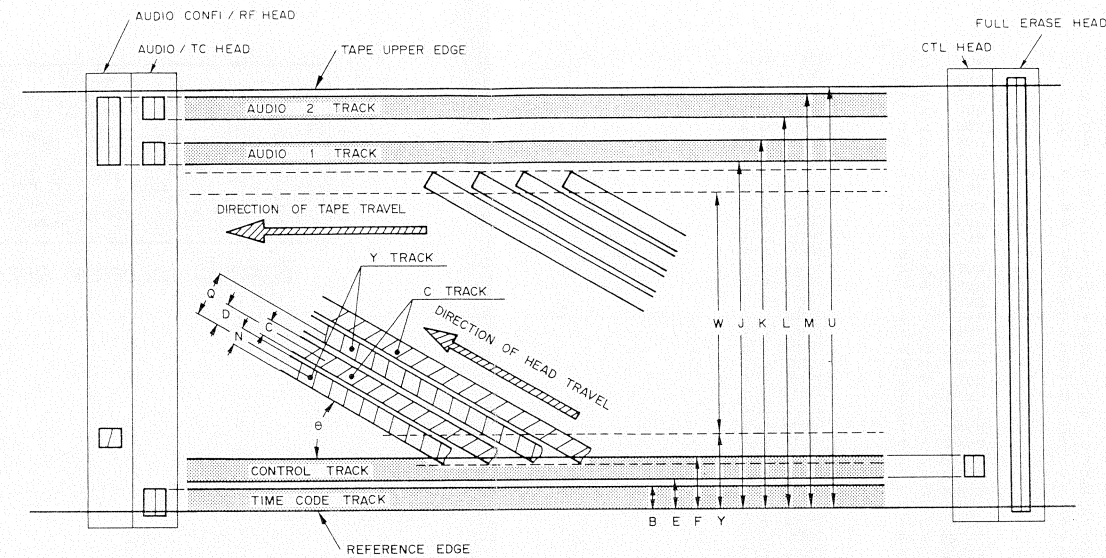 AUDIO CONFI / RF HEAD
FULL ERASE HEAD
AUDIO / TC HEAD
TAPE UPPER EDGE
CTL HEAD
AUDIO 2 TRACK
AUDIO 1 TRACK
DIRECTION OF TAPE TRAVEL
Y TRACK
C TRACK
Q
D
C
N
DIRECTION OF HEAD TRAVEL
W J K L M U
θ
CONTROL TRACK
TIME CODE TRACK
B E F Y
REFERENCE EDGE